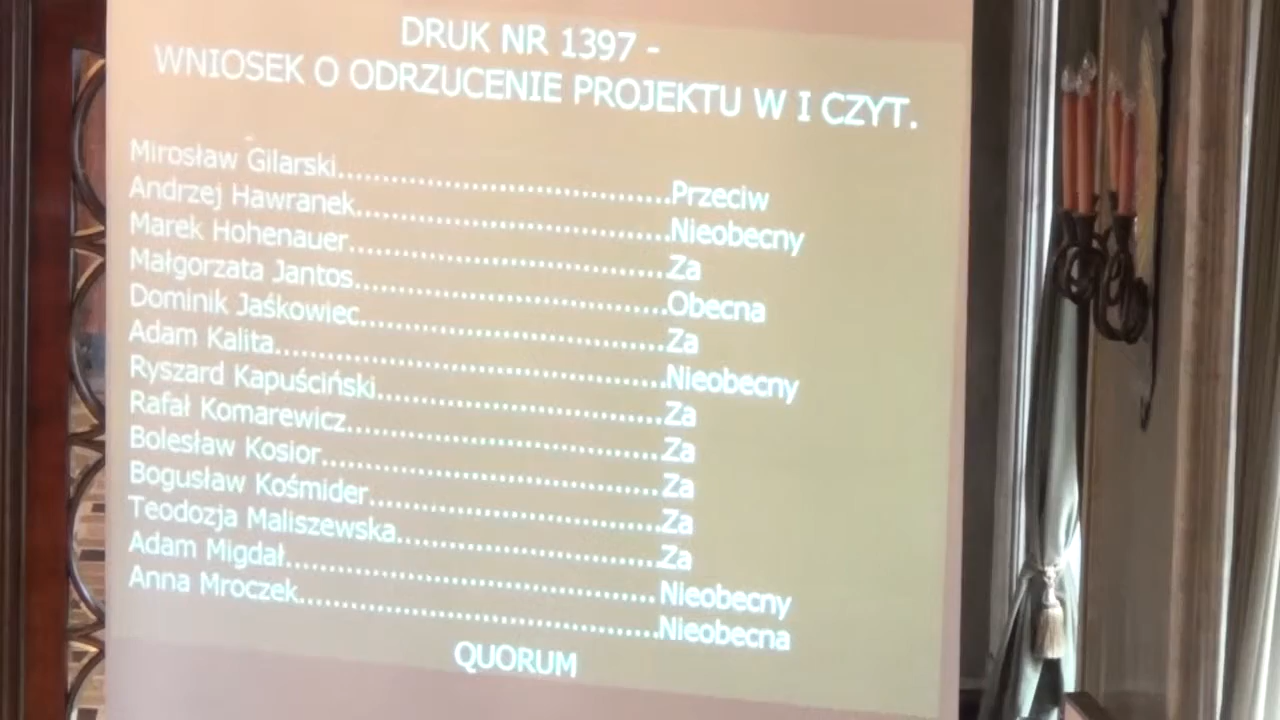 DRUK NR 1397 -
WNIOSEK O ODRZUCENIE PROJEKTU W I CZYT.
Mirosław Gilarski......................................Przeciw
Andrzej Hawranek....................................Nieobecny
Marek Hohenauer.....................................Za
Małgorzata Jantos....................................Obecna
Dominik Jaśkowiec...................................Za
Adam Kalita.............................................Nieobecny
Ryszard Kapuściński.................................Za
Rafał Komarewicz.....................................Za
Bolesław Kosior........................................Za
Bogusław Kośmider..................................Za
Teodozja Maliszewska..............................Za
Adam Migdał...........................................Nieobecny
Anna Mroczek.........................................Nieobecna
QUORUM